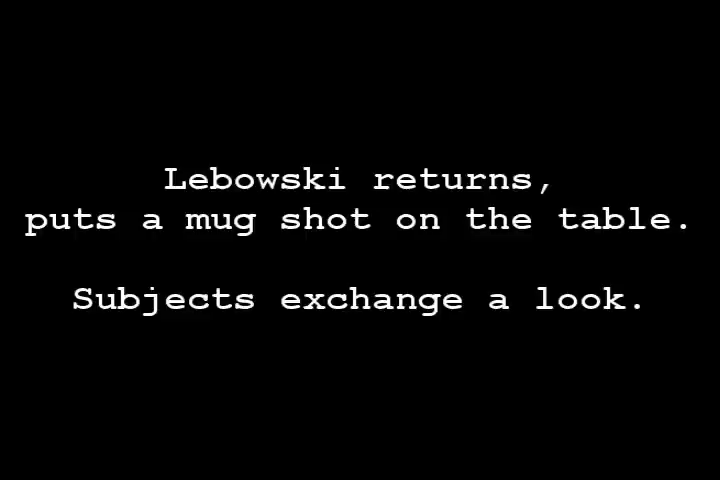 Lebowski returns,
puts a mug shot on the table.
Subjects exchange a look.